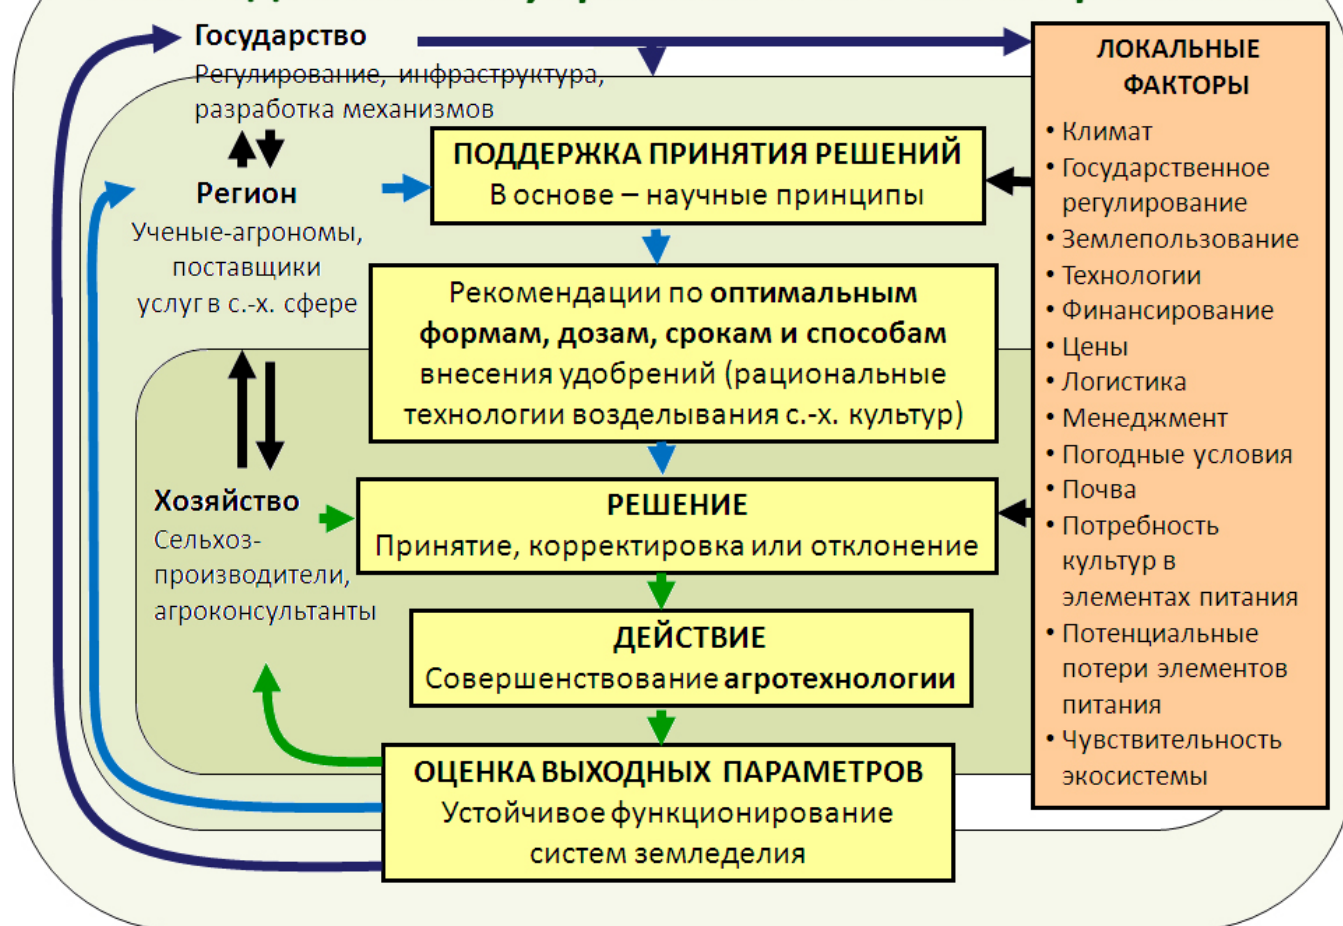 Государство
Регулирование, инфраструктура,
разработка механизмов
Регион
Ученые-агрономы,
поставщики
услуг в с.-х. сфере
Хозяйство
Сельхоз-
производители,
агроконсультанты
ПОДДЕРЖКА ПРИНЯТИЯ РЕШЕНИЙ
В основе – научные принципы
Рекомендации по оптимальным
формам, дозам, срокам и способам
внесения удобрений (рациональные
технологии возделывания с.-х. культур)
РЕШЕНИЕ
Принятие, корректировка или отклонение
ДЕЙСТВИЕ
Совершенствование агротехнологии
ОЦЕНКА ВЫХОДНЫХ ПАРАМЕТРОВ
Устойчивое функционирование
систем земледелия
ЛОКАЛЬНЫЕ
ФАКТОРЫ
• Климат
• Государственное
регулирование
• Землепользование
• Технологии
• Финансирование
• Цены
• Логистика
• Менеджмент
• Погодные условия
• Почва
• Потребность
культур в
элементах питания
• Потенциальные
потери элементов
питания
• Чувствительность
экосистемы